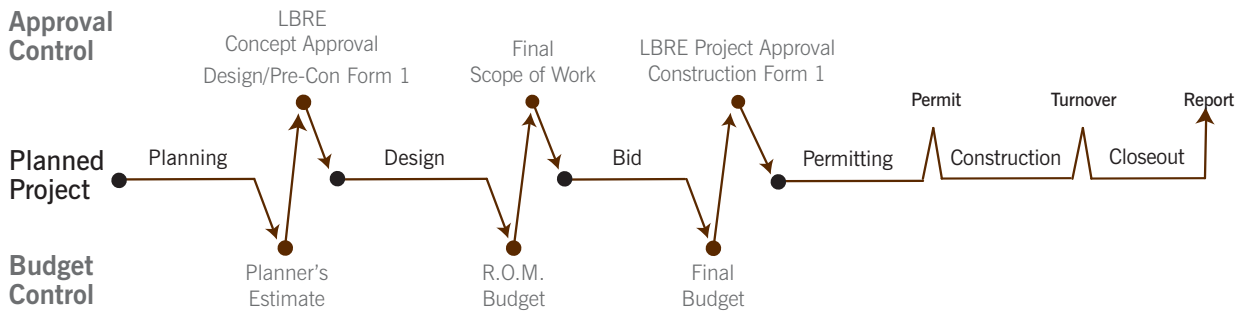 Approval
Control
LBRE
Concept Approval
Design/Pre-Con Form 1
Final
Scope of Work
LBRE Project Approval
Construction Form 1
Permit
Turnover
Report
Planned
Project
Planning
Design
Bid
Permitting
Construction
Closeout
Budget
Control
Planner's
Estimate
R.O.M.
Budget
Final
Budget